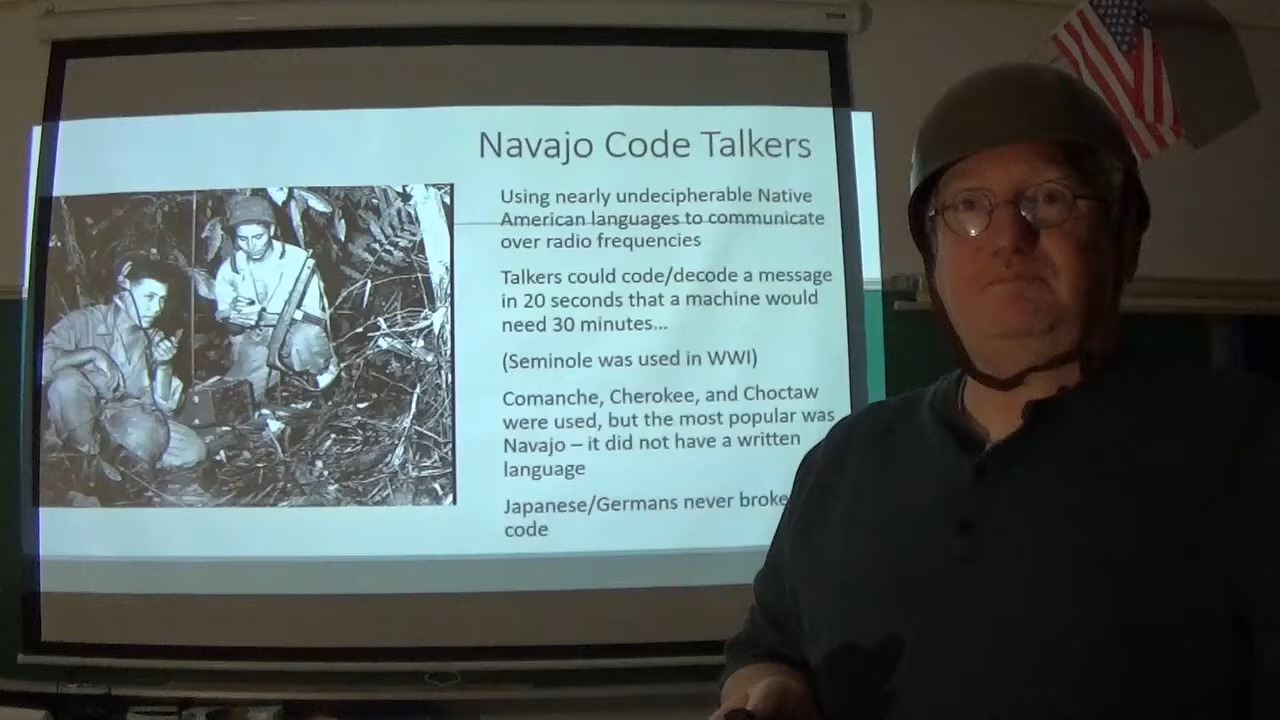 Navajo Code Talkers
Using nearly undecipherable Native
American languages to communicate
over radio frequencies
Talkers could code/decode a message
in 20 seconds that a machine would
need 30 minutes...
(Seminole was used in WWI)
Comanche, Cherokee, and Choctaw
were used, but the most popular was
Navajo – it did not have a written
language
Japanese/Germans never broke
code